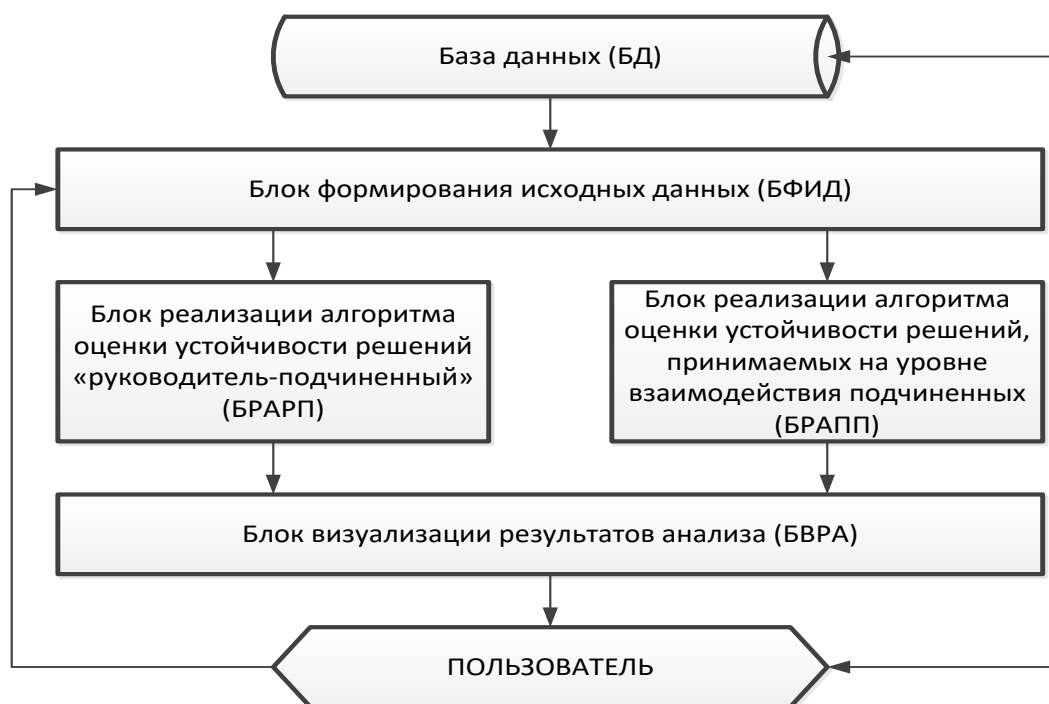 База данных (БД)
Блок формирования исходных данных (БФИД)
Блок реализации алгоритма
оценки устойчивости решений
«руководитель-подчиненный»
(БРАРП)
Блок реализации алгоритма
оценки устойчивости решений,
принимаемых на уровне
взаимодействия подчиненных
(БРАПП)
Блок визуализации результатов анализа (БВРА)
ПОЛЬЗОВАТЕЛЬ